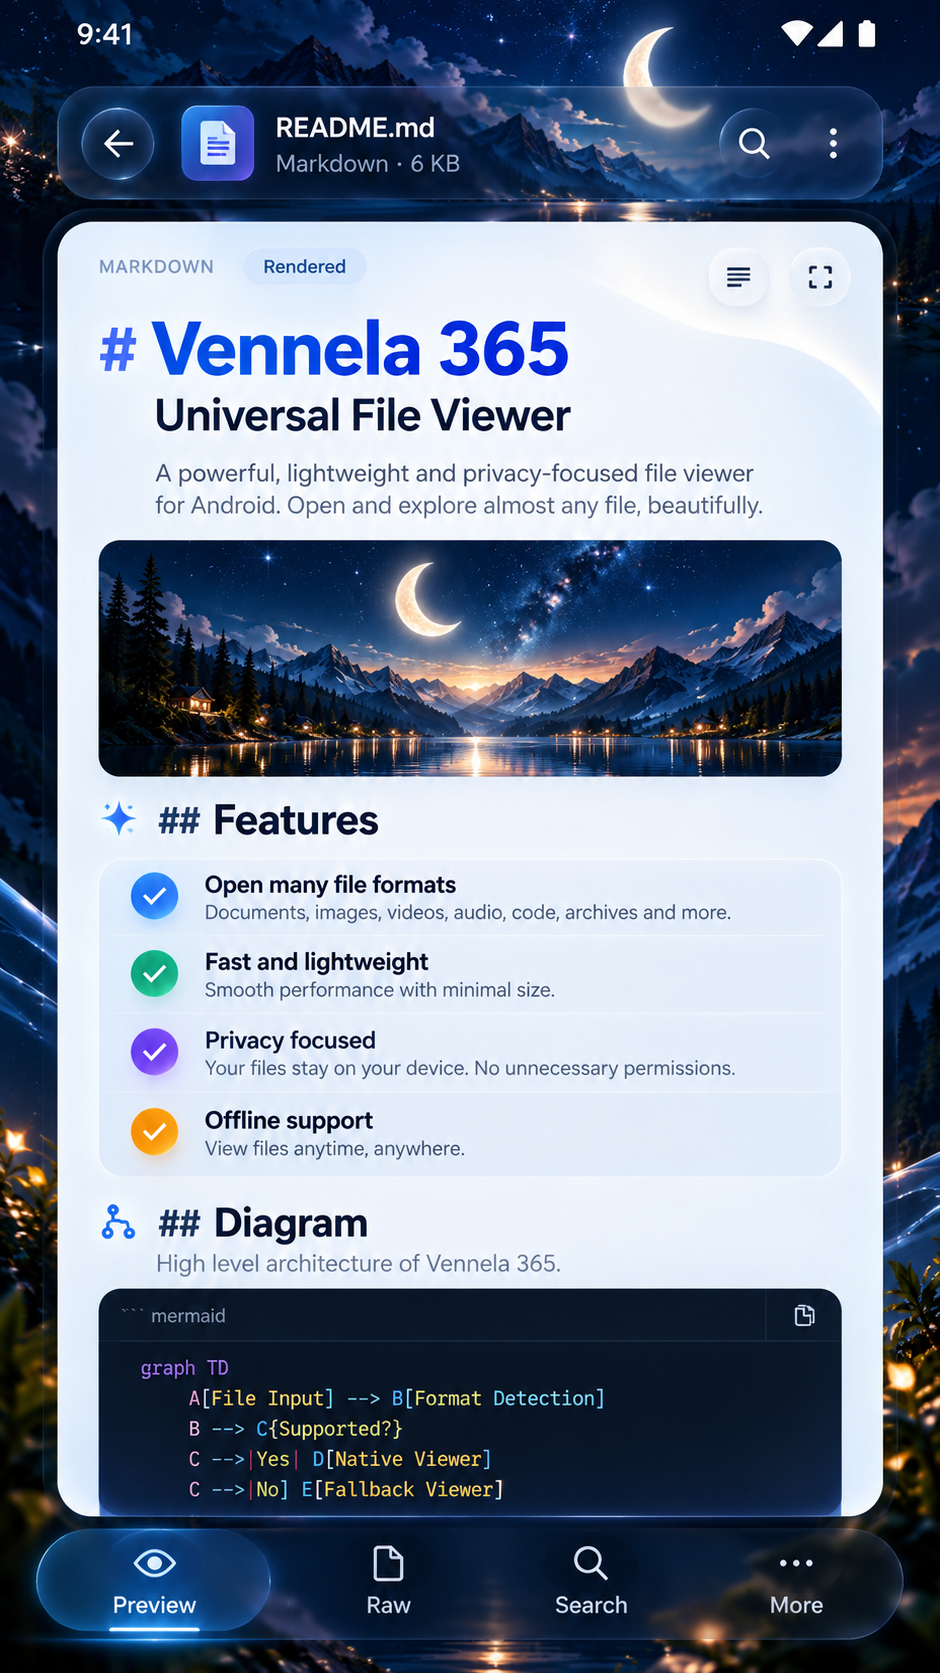 9:41
README.md
Markdown · 6 KB
MARKDOWN
Rendered
# Vennela 365
Universal File Viewer
A powerful, lightweight and privacy-focused file viewer
for Android. Open and explore almost any file, beautifully.
## Features
Open many file formats
Documents, images, videos, audio, code, archives and more.
Fast and lightweight
Smooth performance with minimal size.
Privacy focused
Your files stay on your device. No unnecessary permissions.
Offline support
View files anytime, anywhere.
## Diagram
High level architecture of Vennela 365.
``` mermaid
graph TD
A[File Input] --> B[Format Detection]
B --> C{Supported?}
C -->|Yes| D[Native Viewer]
C -->|No] E[Fallback Viewer]
Preview
Raw
Search
More